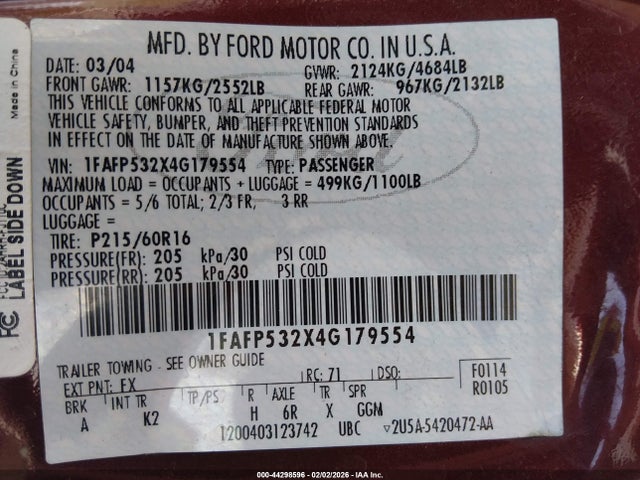 MFD. BY FORD MOTOR CO. IN U.S.A.
DATE: 03/04 GVWR: 2124KG/4684LB
FRONT GAWR: 1157KG/2552LB REAR GAWR: 967KG/2132LB
THIS VEHICLE CONFORMS TO ALL APPLICABLE FEDERAL MOTOR
VEHICLE SAFETY, BUMPER, AND THEFT PREVENTION STANDARDS
IN EFFECT ON THE DATE OF MANUFACTURE SHOWN ABOVE.
VIN: 1FAFP532X4G179554 TYPE: PASSENGER
MAXIMUM LOAD = OCCUPANTS + LUGGAGE = 499KG/1100LB
OCCUPANTS = 5/6 TOTAL; 2/3 FR, 3 RR
LUGGAGE =
TIRE: P215/60R16
PRESSURE(FR): 205 kPa/30 PSI COLD
PRESSURE(RR): 205 kPa/30 PSI COLD
1FAFP532X4G179554
TRAILER TOWING - SEE OWNER GUIDE
EXT PNT: FX RC: 71 DSO: F0114
BRK INT TR TP/PS R AXLE TR SPR R0105
A K2 H 6R X GGM
1200403123742 UBC ▽2U5A-5420472-AA
Made in China
LABEL SIDE DOWN
FC
Ford
000-44298596 - 02/02/2026 - IAAI, Inc.